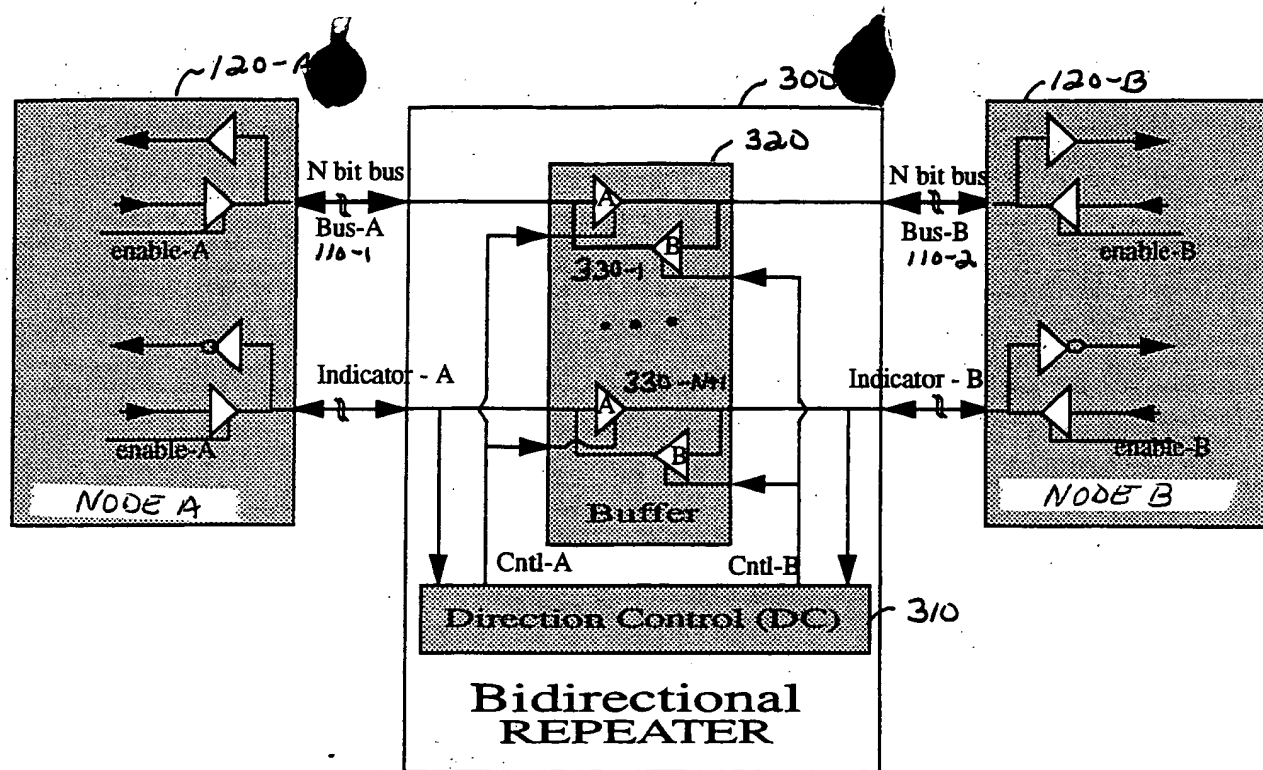 120-A
300
120-B
320
N bit bus
Bus-A
110-1
N bit bus
Bus-B
110-2
enable-A
enable-B
A
B
330-1
Indicator - A
330-N+1
Indicator - B
A
B
enable-A
enable-B
NODE A
NODE B
Buffer
Cntl-A
Cntl-B
Direction Control (DC)
310
Bidirectional
REPEATER